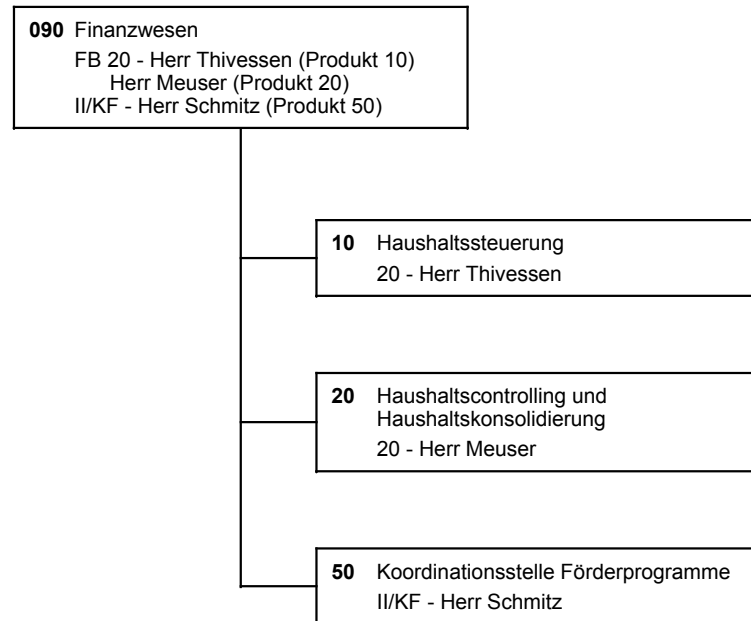 090 Finanzwesen
FB 20 - Herr Thivessen (Produkt 10)
Herr Meuser (Produkt 20)
II/KF - Herr Schmitz (Produkt 50)
10 Haushaltssteuerung
20 - Herr Thivessen
20 Haushaltscontrolling und
Haushaltskonsolidierung
20 - Herr Meuser
50 Koordinationsstelle Förderprogramme
II/KF - Herr Schmitz